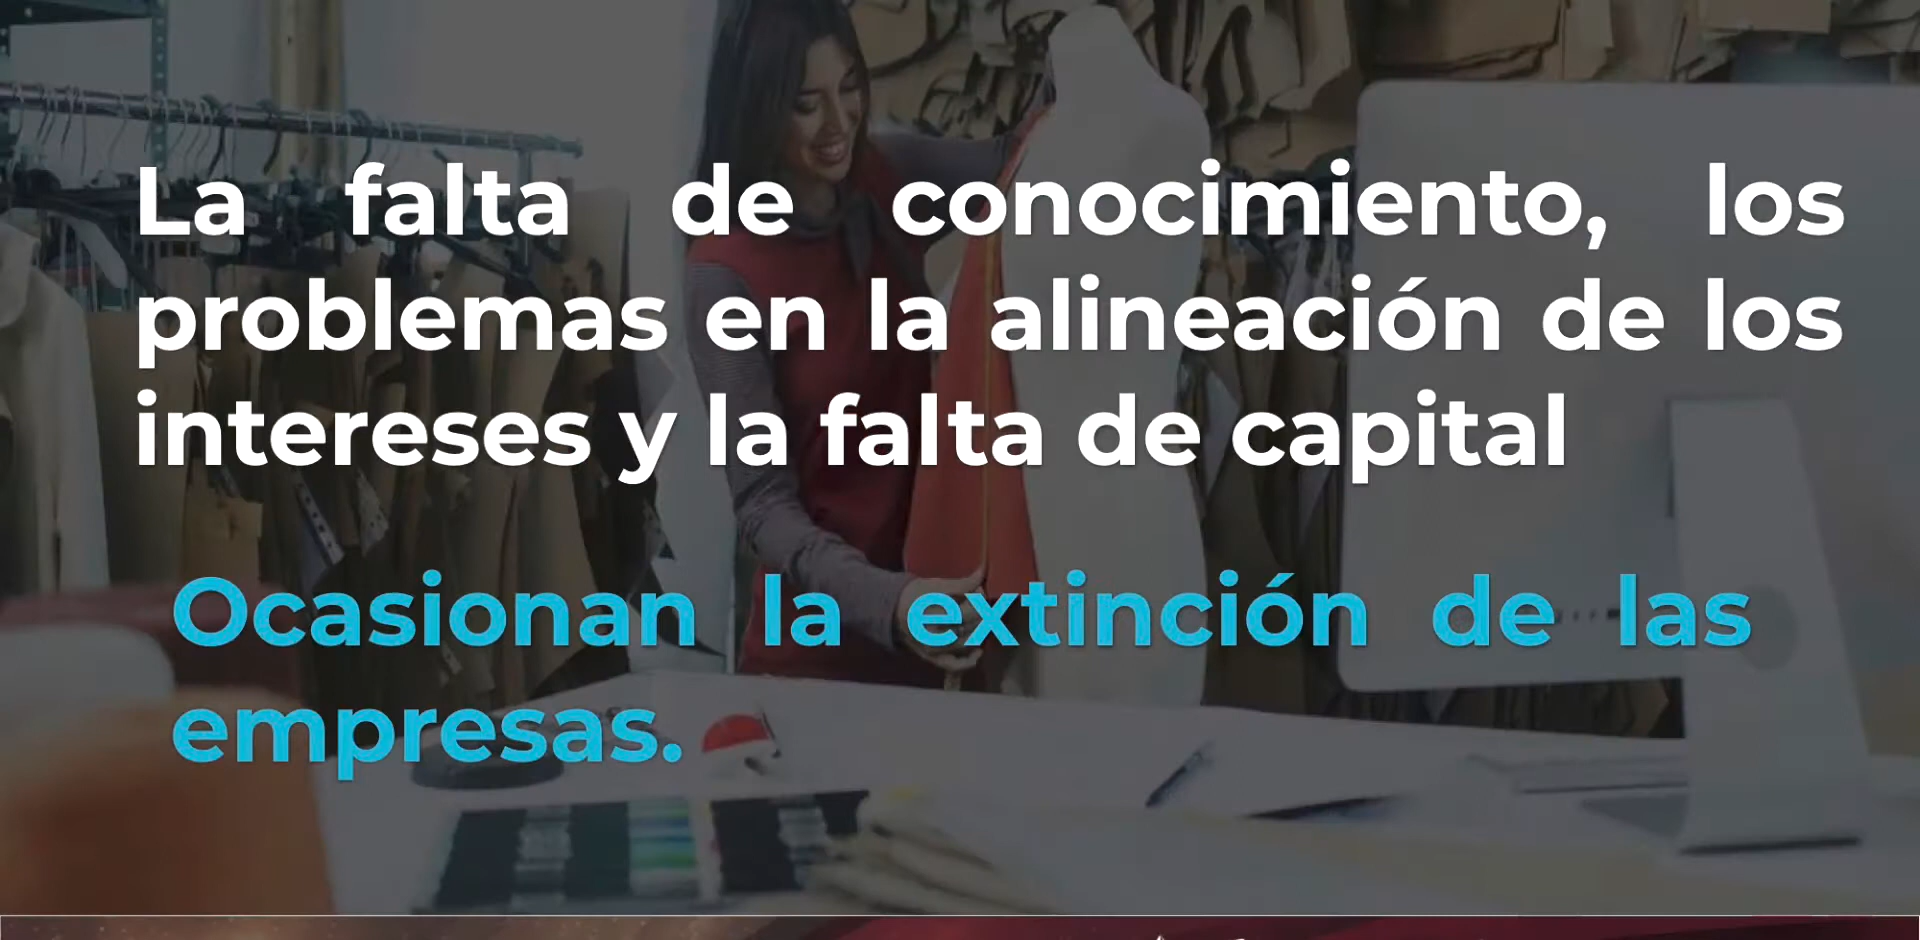 La falta de conocimiento, los
problemas en la alineación de los
intereses y la falta de capital
Ocasionan la extinción de las
empresas.